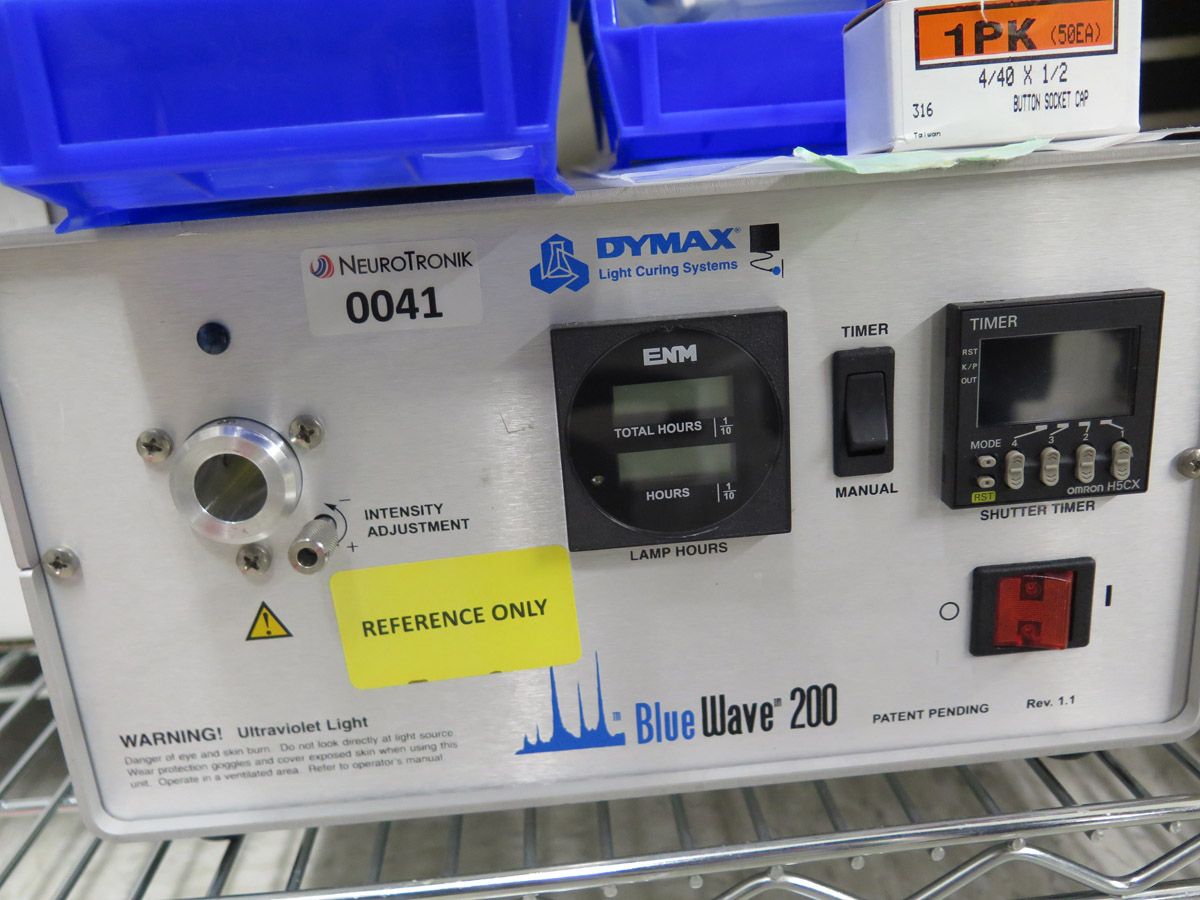 1PK (50EA)
4/40 X 1/2
BUTTON SOCKET CAP
316
Taiwan
NEUROTRONIK
0041
DYMAX®
Light Curing Systems
ENM
TOTAL HOURS 1/10
HOURS 1/10
LAMP HOURS
TIMER
MANUAL
TIMER
RST
K/P
OUT
MODE
4 3 2 1
RST
OMRON H5CX
SHUTTER TIMER
− INTENSITY
+ ADJUSTMENT
REFERENCE ONLY
O I
WARNING! Ultraviolet Light
Danger of eye and skin burn. Do not look directly at light source
Wear protection goggles and cover exposed skin when using this
unit. Operate in a ventilated area. Refer to operator's manual
BlueWave™ 200
PATENT PENDING
Rev. 1.1